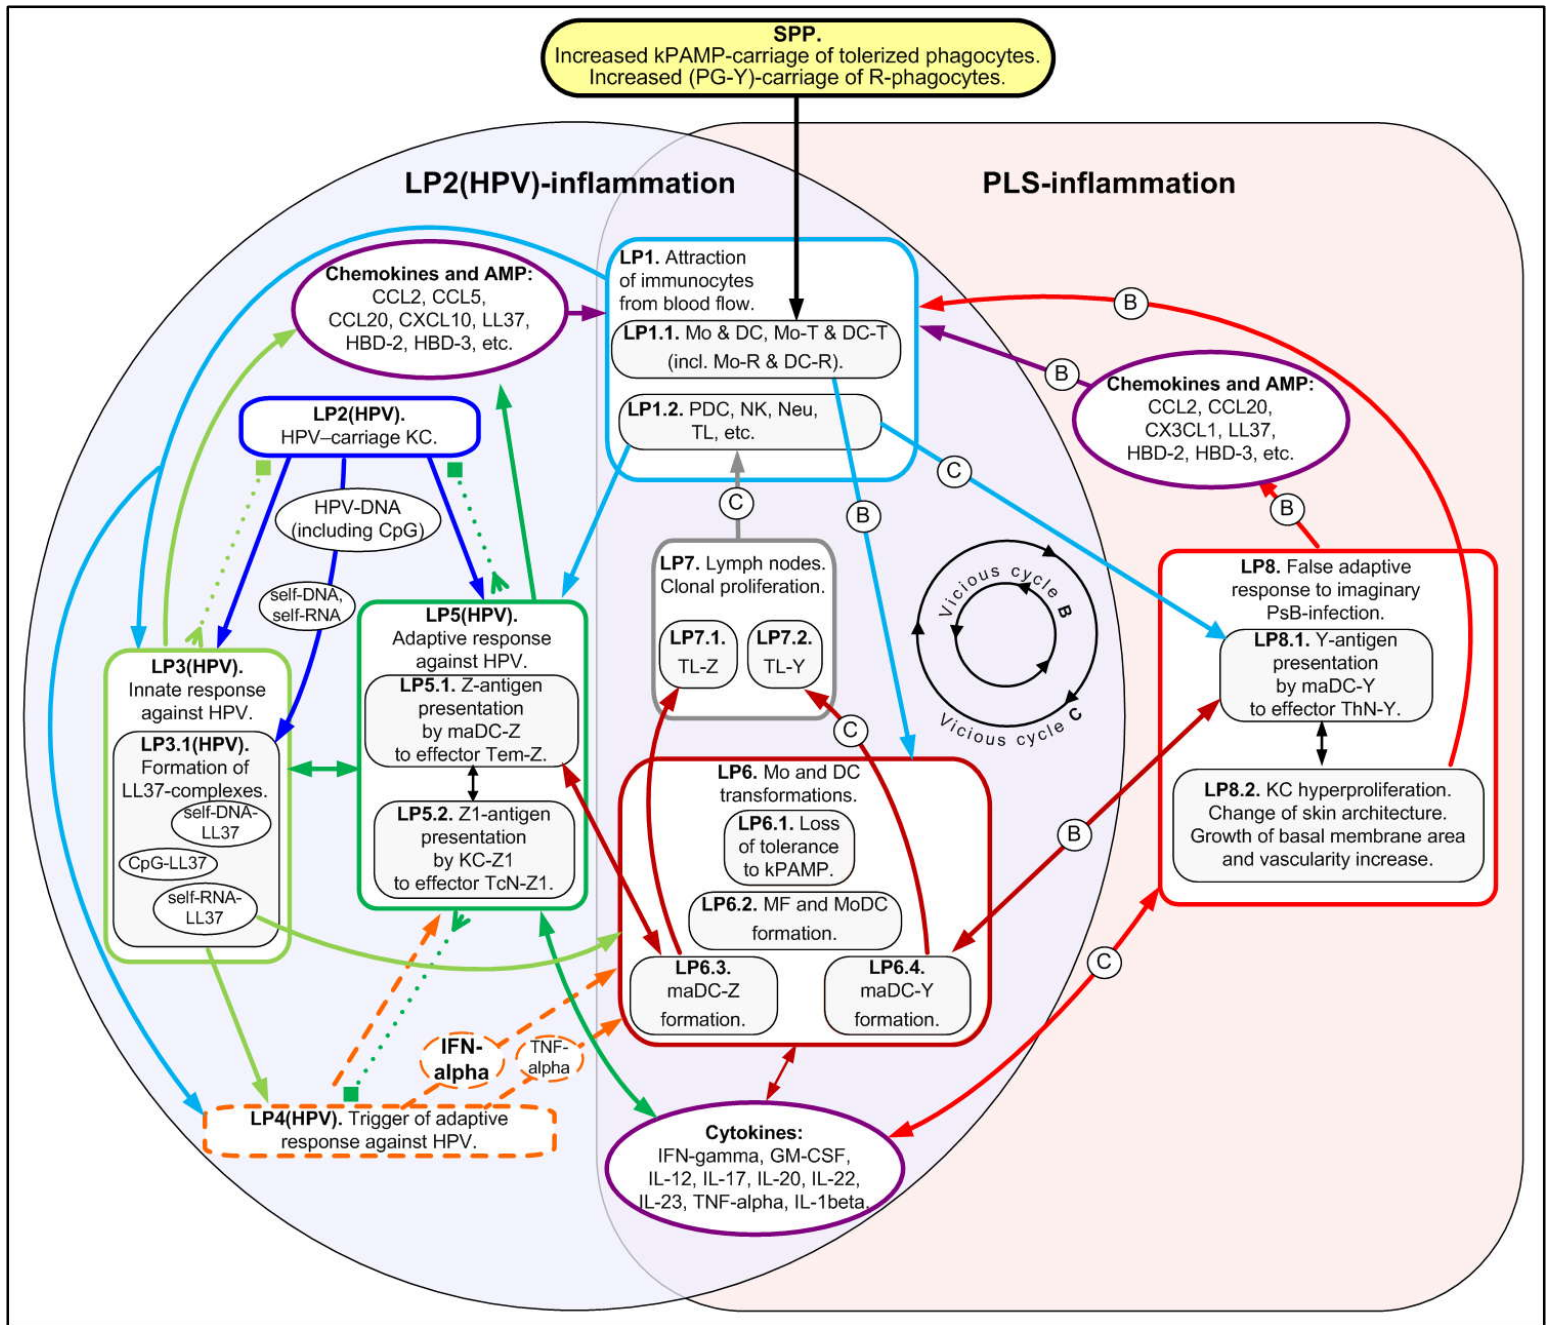 SPP.
Increased kPAMP-carriage of tolerized phagocytes.
Increased (PG-Y)-carriage of R-phagocytes.
LP2(HPV)-inflammation
PLS-inflammation
LP1. Attraction
of immunocytes
from blood flow.
LP1.1. Mo & DC, Mo-T & DC-T
(incl. Mo-R & DC-R).
LP1.2. PDC, NK, Neu,
TL, etc.
Chemokines and AMP:
CCL2, CCL5,
CCL20, CXCL10, LL37,
HBD-2, HBD-3, etc.
B
B
Chemokines and AMP:
CCL2, CCL20,
CX3CL1, LL37,
HBD-2, HBD-3, etc.
B
LP2(HPV).
HPV–carriage KC.
HPV-DNA
(including CpG)
self-DNA,
self-RNA
C
B
C
LP7. Lymph nodes.
Clonal proliferation.
LP7.1.
TL-Z
LP7.2.
TL-Y
C
Vicious cycle B
Vicious cycle C
LP8. False adaptive
response to imaginary
PsB-infection.
LP8.1. Y-antigen
presentation
by maDC-Y
to effector ThN-Y.
LP8.2. KC hyperproliferation.
Change of skin architecture.
Growth of basal membrane area
and vascularity increase.
B
C
LP3(HPV).
Innate response
against HPV.
LP3.1(HPV).
Formation of
LL37-complexes.
self-DNA-
LL37
CpG-LL37
self-RNA-
LL37
LP5(HPV).
Adaptive response
against HPV.
LP5.1. Z-antigen
presentation
by maDC-Z
to effector Tem-Z.
LP5.2. Z1-antigen
presentation
by KC-Z1
to effector TcN-Z1.
LP6. Mo and DC
transformations.
LP6.1. Loss
of tolerance
to kPAMP.
LP6.2. MF and MoDC
formation.
LP6.3.
maDC-Z
formation.
LP6.4.
maDC-Y
formation.
IFN-
alpha
TNF-
alpha
LP4(HPV). Trigger of adaptive
response against HPV.
Cytokines:
IFN-gamma, GM-CSF,
IL-12, IL-17, IL-20, IL-22,
IL-23, TNF-alpha, IL-1beta.